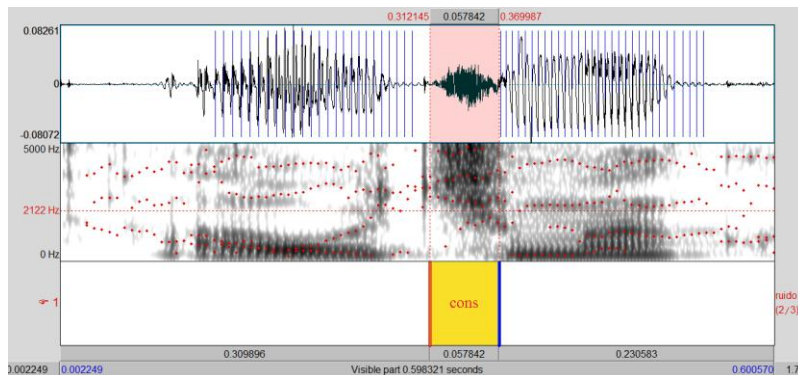 0.312145 0.057842 0.369987
0.08261
0
-0.08072
5000 Hz
2122 Hz
0 Hz
1
cons
ruido
(2/3)
0.309896 0.057842 0.230583
0.002249 0.002249 Visible part 0.598321 seconds 0.600570 1.7